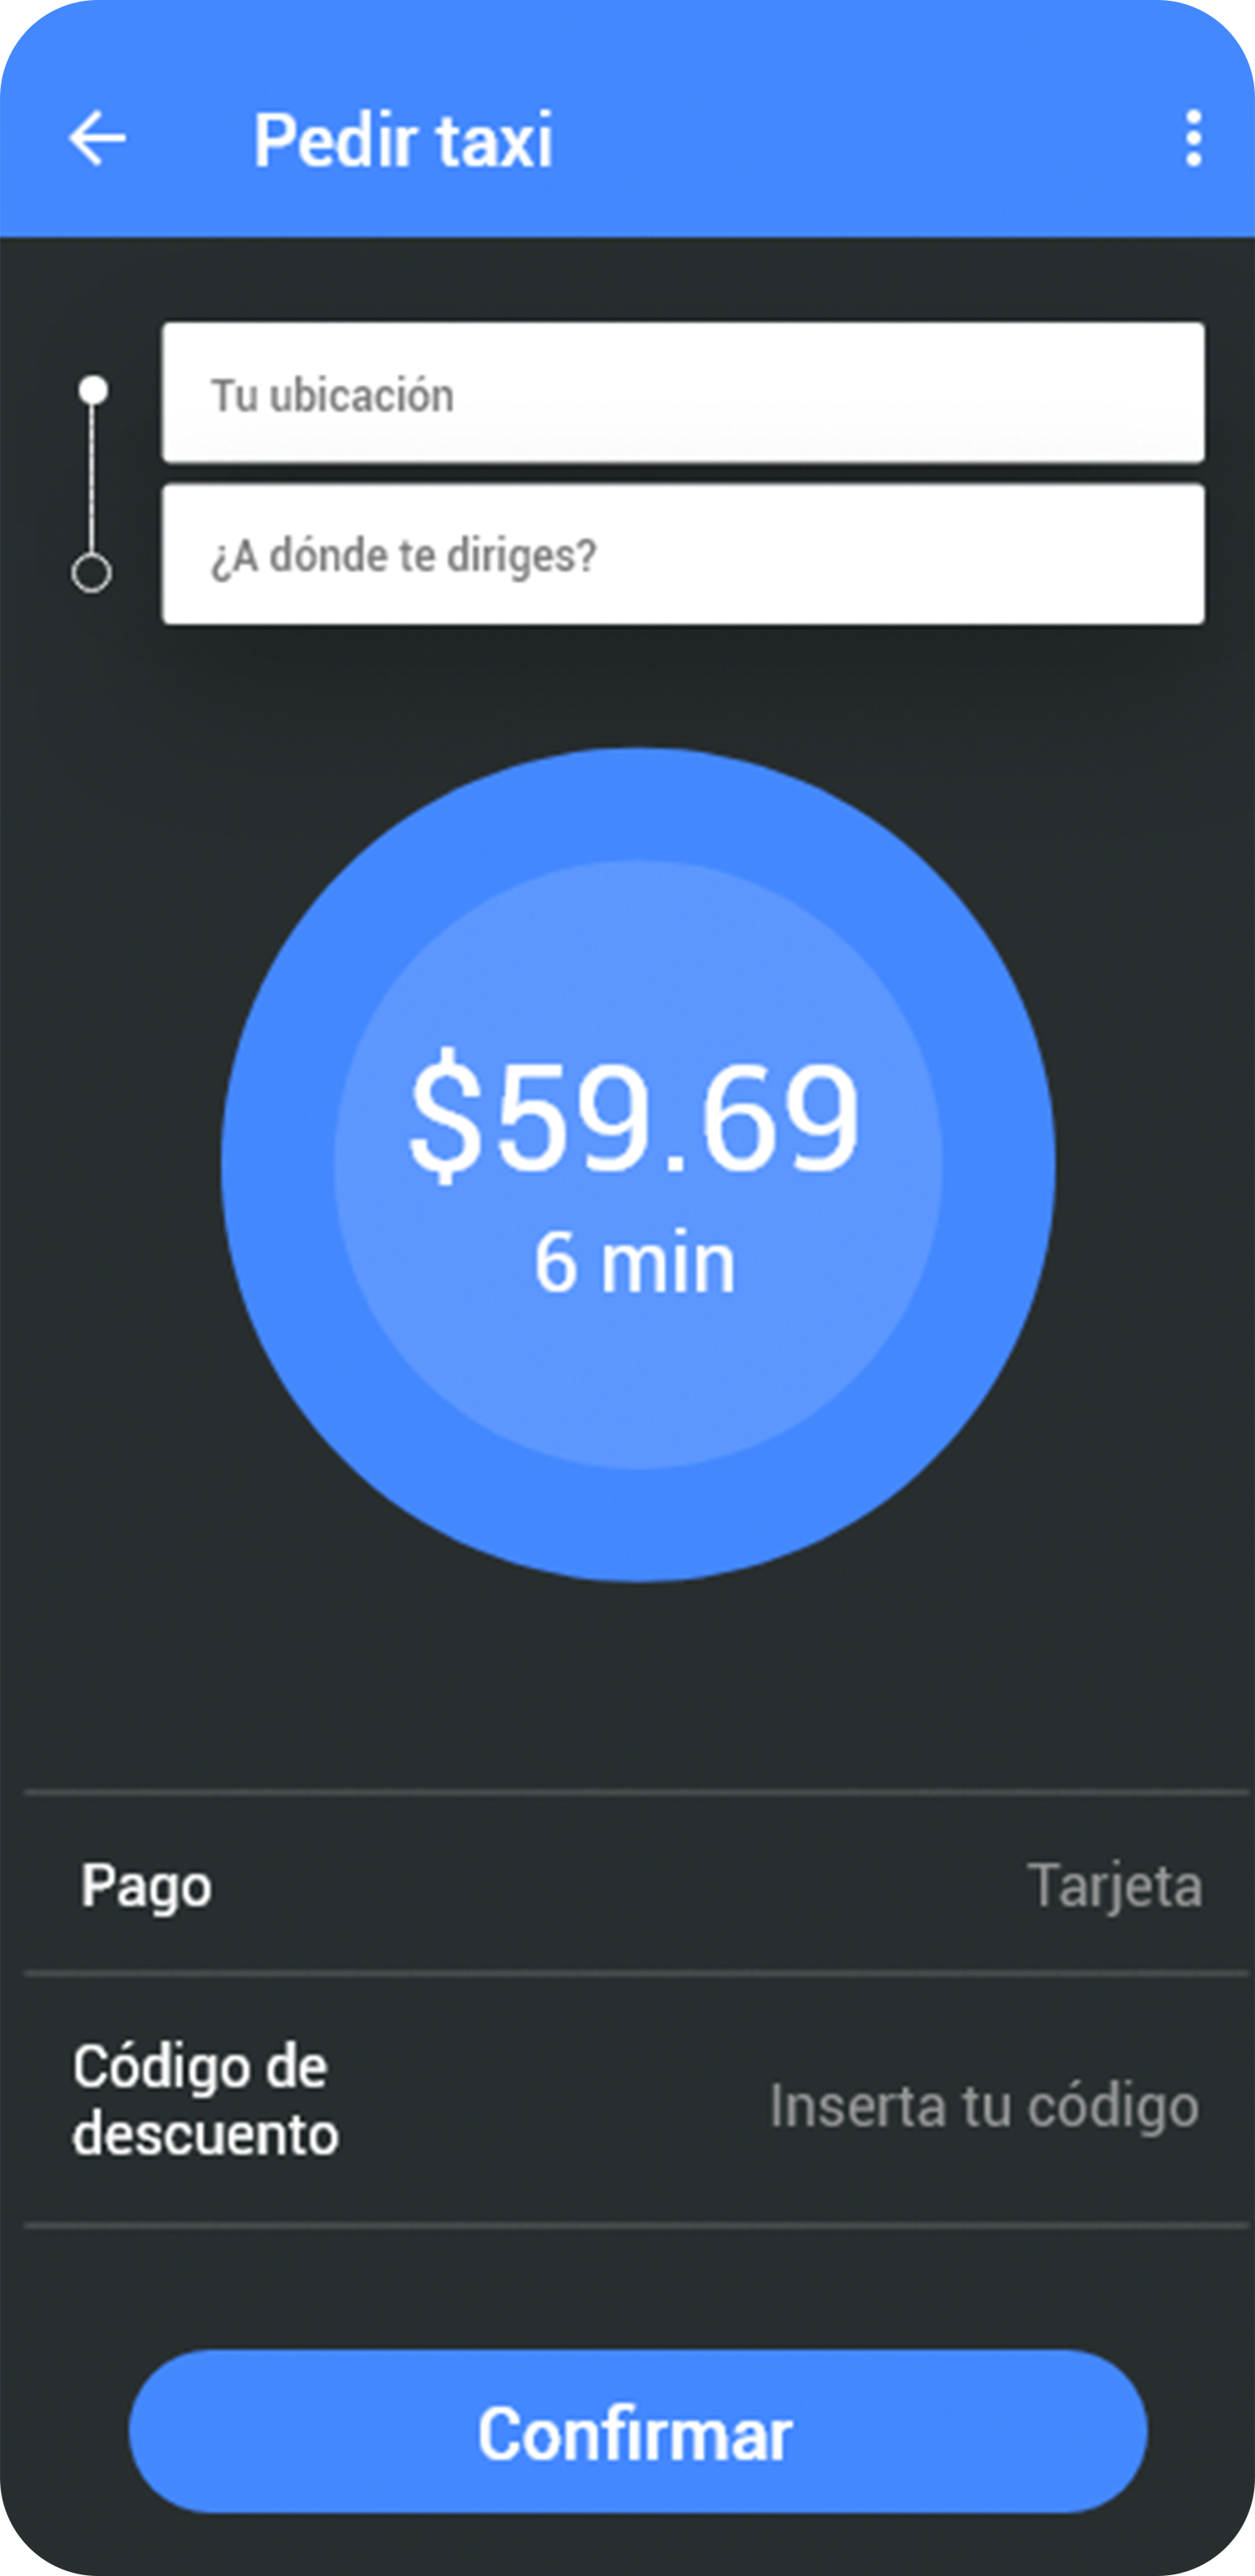 Pedir taxi
Tu ubicación
¿A dónde te diriges?
$59.69
6 min
Pago
Tarjeta
Código de
descuento
Inserta tu código
Confirmar